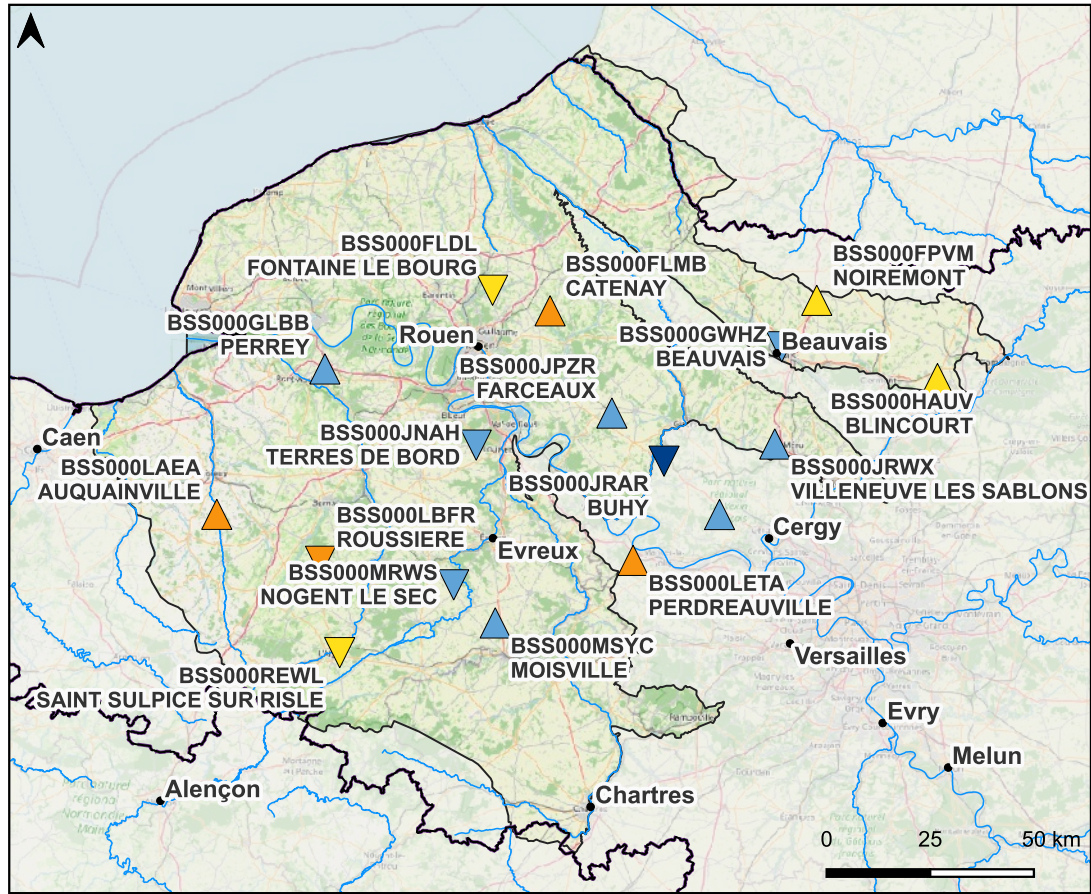 BSS000FLDL
FONTAINE LE BOURG
BSS000FLMB
CATENAY
BSS000FPVM
NOIREMONT
BSS000GLBB
PERREY
Rouen
BSS000GWHZ
BEAUVAIS
Beauvais
BSS000JPZR
FARCEAUX
BSS000HAUV
BLINCOURT
Caen
BSS000JNAH
TERRES DE BORD
BSS000LAEA
AUQUAINVILLE
BSS000JRAR
BUHY
BSS000JRWX
VILLENEUVE LES SABLONS
BSS000LBFR
ROUSSIERE
Evreux
Cergy
BSS000MRWS
NOGENT LE SEC
BSS000LETA
PERDREAUVILLE
BSS000MSYC
MOISVILLE
Versailles
BSS000REWL
SAINT SULPICE SUR RISLE
Evry
Melun
Alençon
Chartres
0 25 50 km